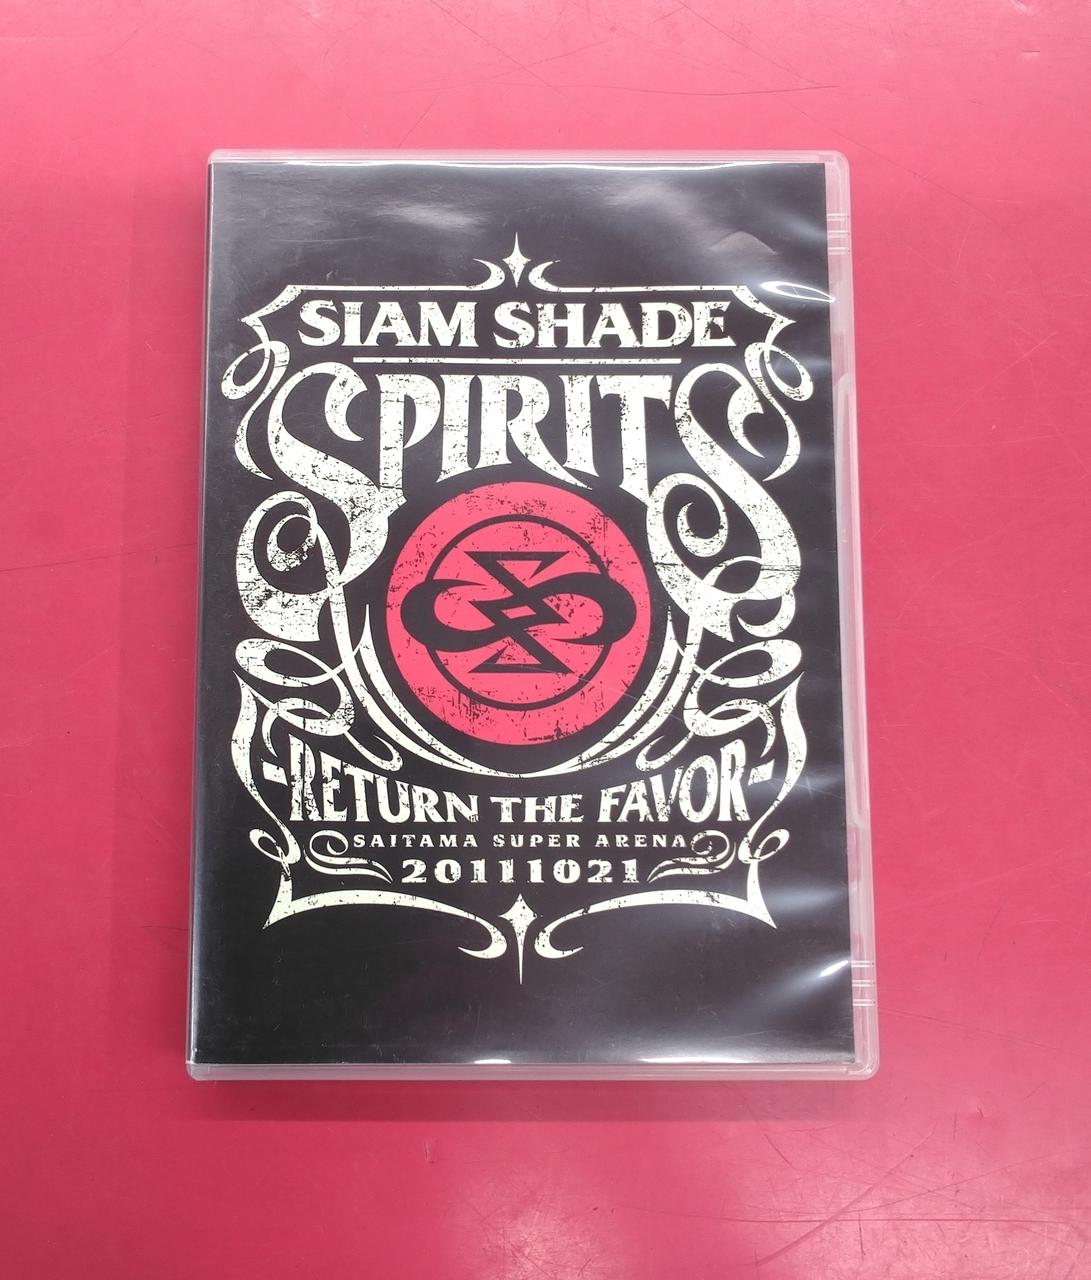 SIAM SHADE
SPIRITS
-RETURN THE FAVOR-
SAITAMA SUPER ARENA
20111021